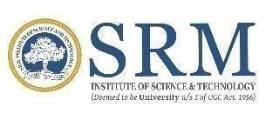 SRM
INSTITUTE OF SCIENCE & TECHNOLOGY
(Deemed to be University u/s 3 of UGC Act, 1956)